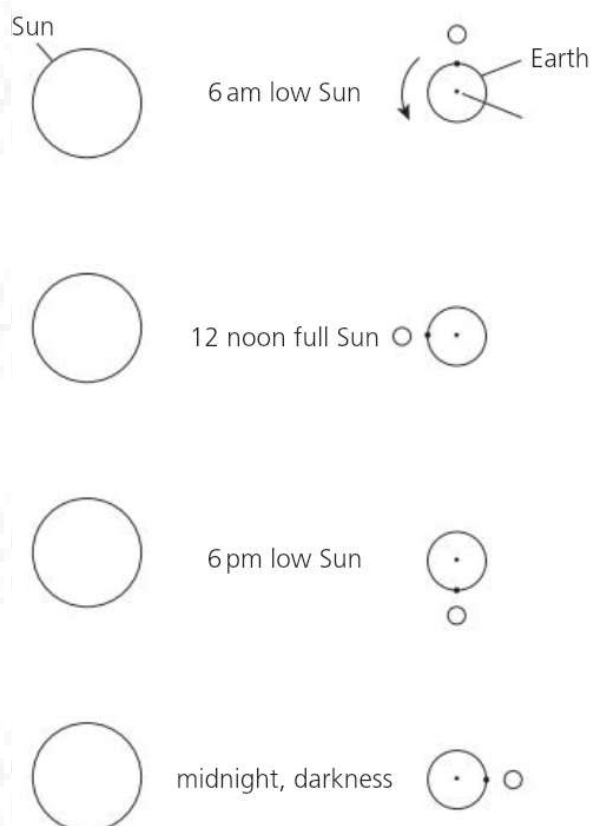 Sun
Earth
6 am low Sun
12 noon full Sun
6 pm low Sun
midnight, darkness